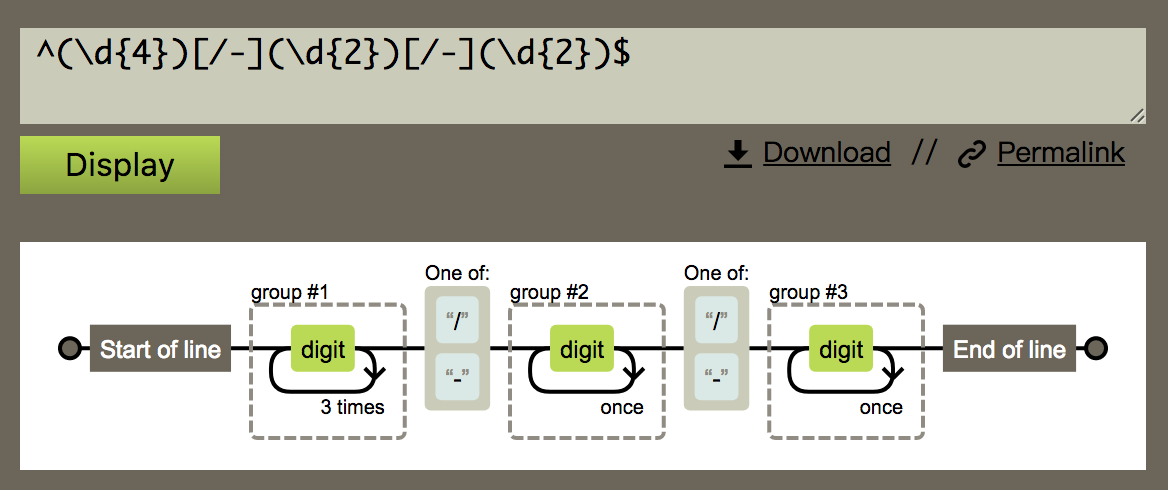 ^(\d{4})[/-](\d{2})[/-](\d{2})$
Display
Download // Permalink
One of: One of:
group #1 group #2 group #3
“/” “/”
Start of line digit digit digit End of line
“-” “-”
3 times once once